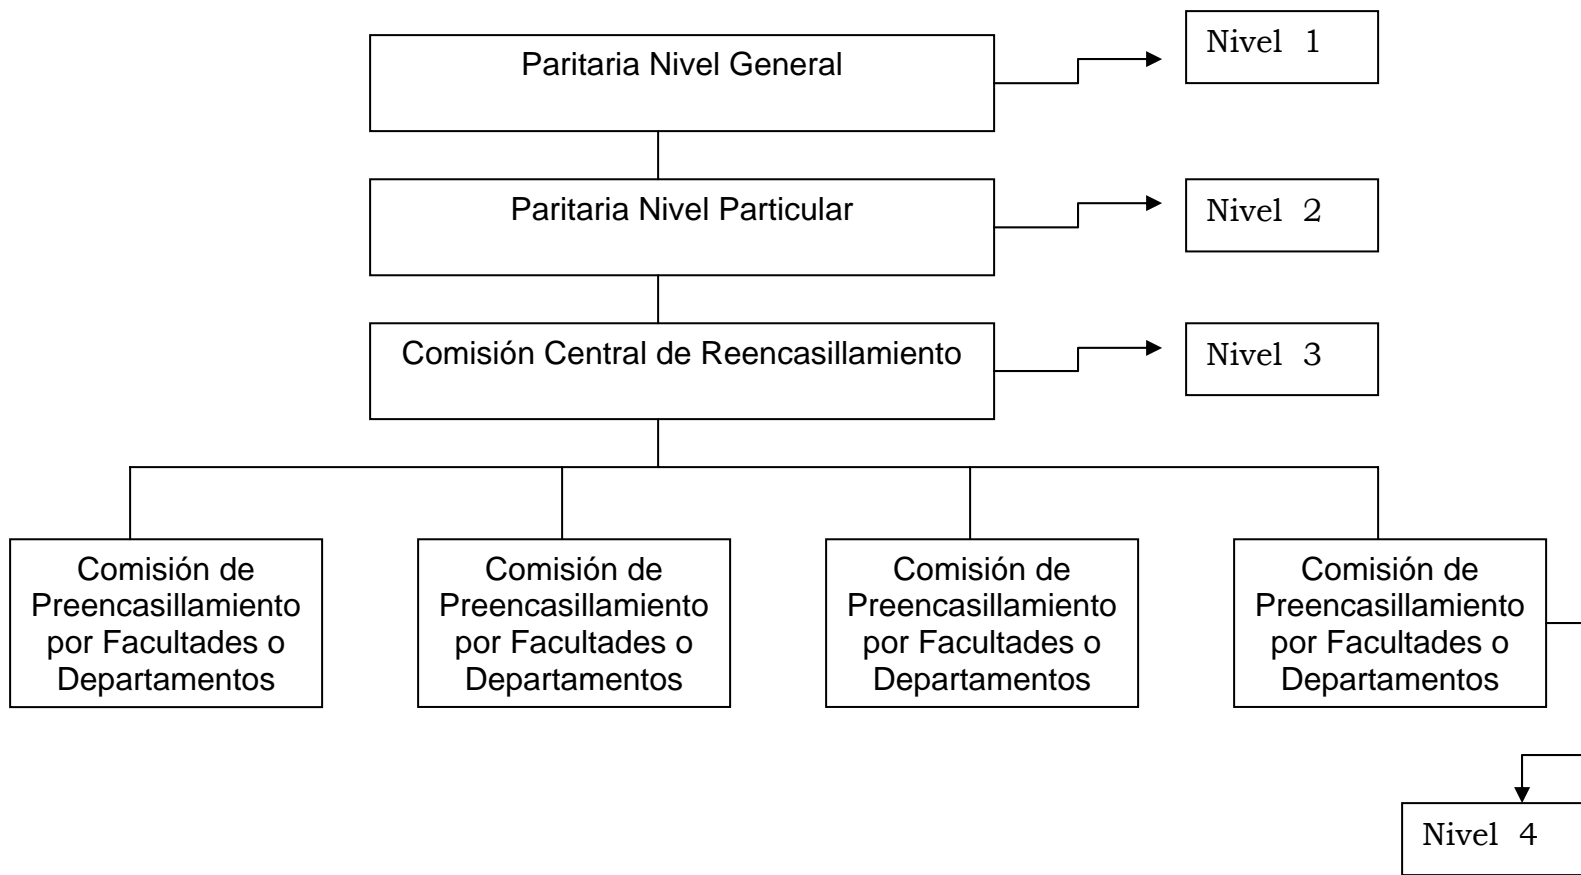 Paritaria Nivel General
Nivel 1
Paritaria Nivel Particular
Nivel 2
Comisión Central de Reencasillamiento
Nivel 3
Comisión de
Preencasillamiento
por Facultades o
Departamentos
Comisión de
Preencasillamiento
por Facultades o
Departamentos
Comisión de
Preencasillamiento
por Facultades o
Departamentos
Comisión de
Preencasillamiento
por Facultades o
Departamentos
Nivel 4